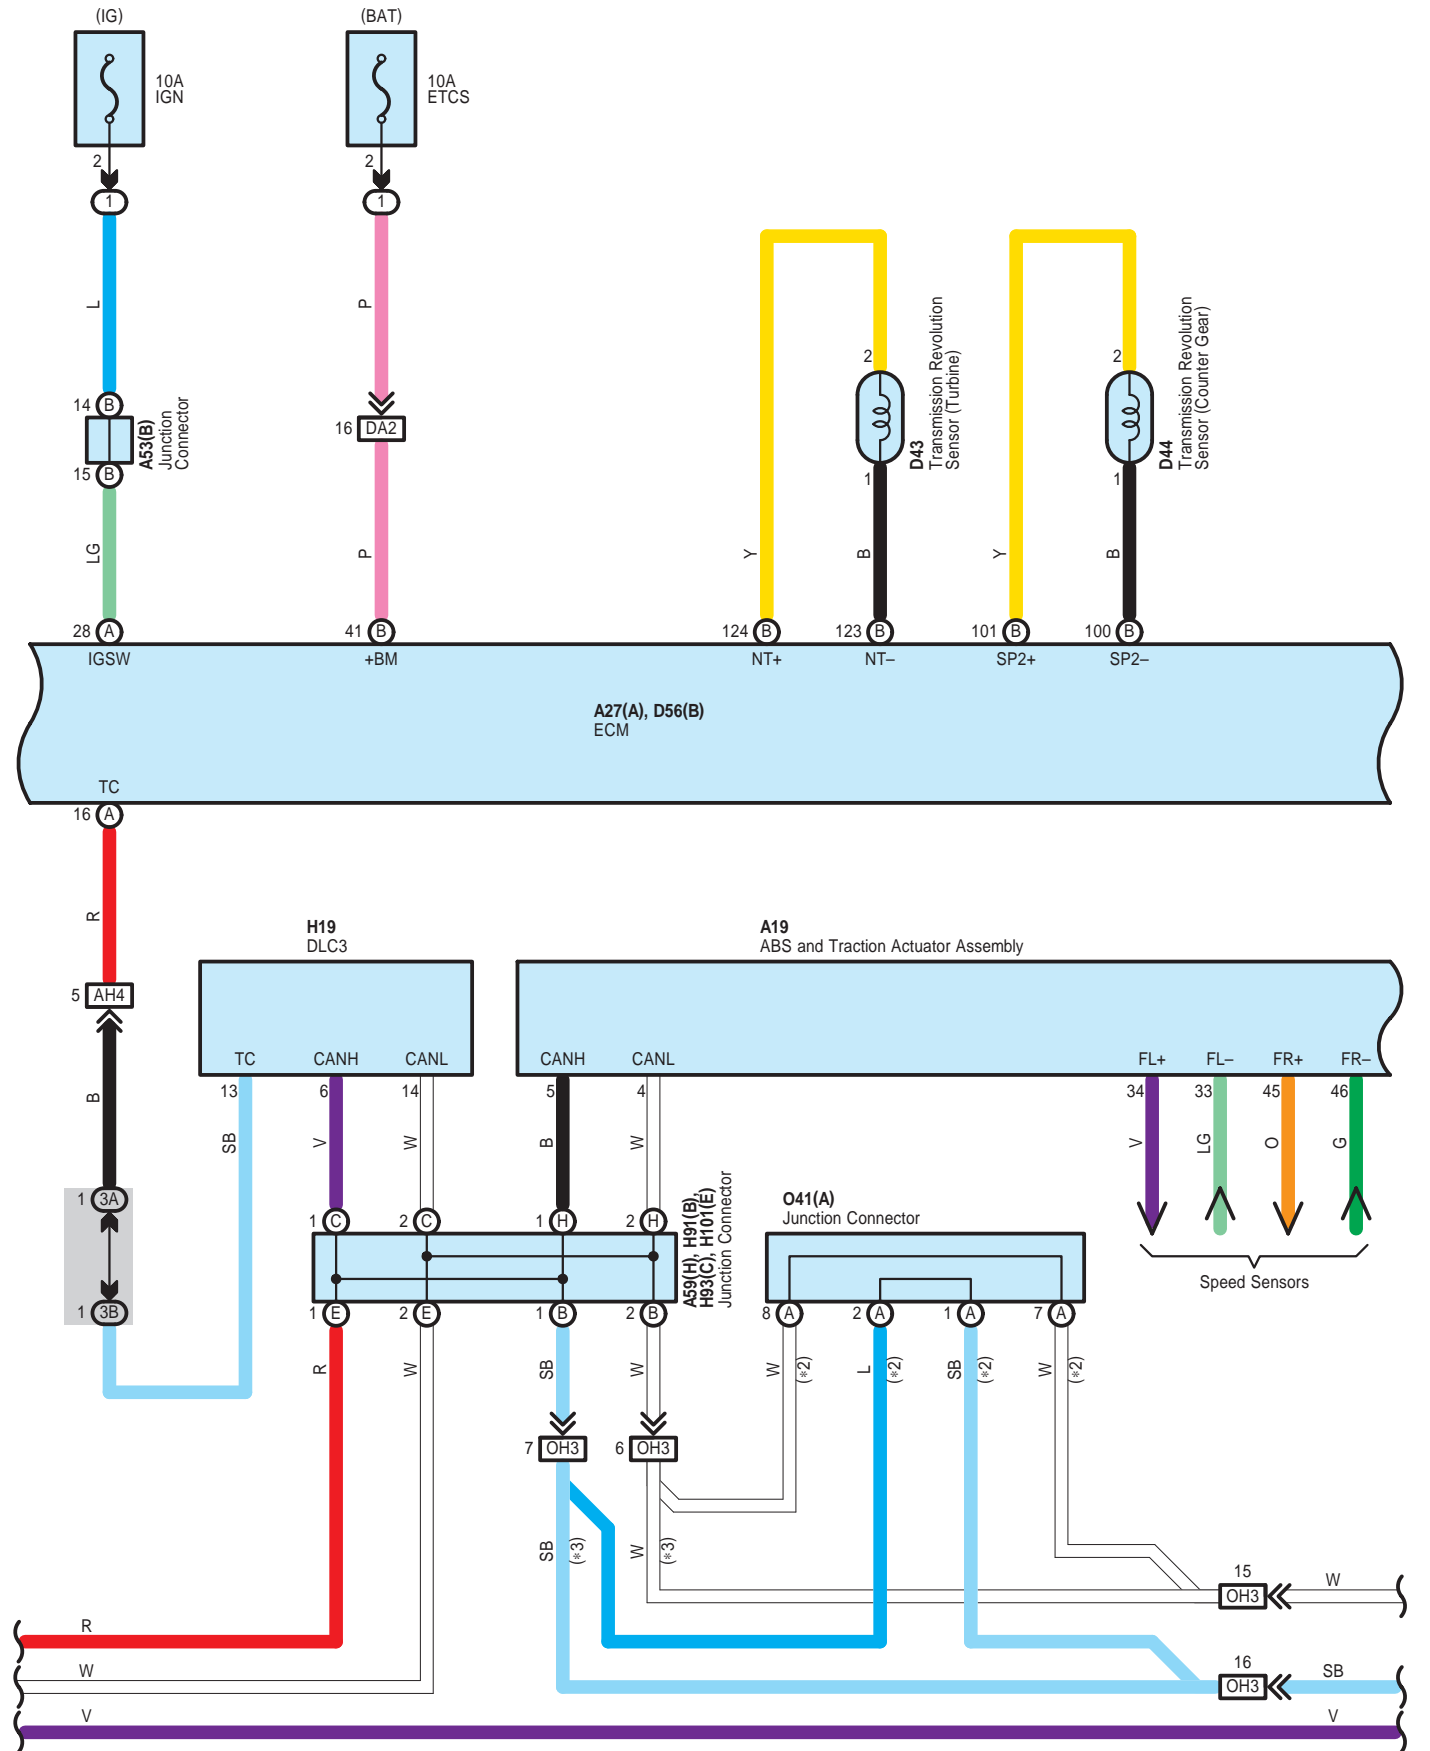 (IG)
(BAT)
10A
IGN
10A
ETCS
2
2
1
1
L
P
14
B
A53(B)
Junction
Connector
15
B
16
DA2
LG
P
2
D43
Transmission Revolution
Sensor (Turbine)
1
2
D44
Transmission Revolution
Sensor (Counter Gear)
1
Y
B
Y
B
28
A
41
B
124
B
123
B
101
B
100
B
IGSW
+BM
NT+
NT–
SP2+
SP2–
A27(A), D56(B)
ECM
TC
16
A
R
H19
DLC3
A19
ABS and Traction Actuator Assembly
5
AH4
TC
CANH
CANL
CANH
CANL
FL+
FL–
FR+
FR–
13
6
14
5
4
34
33
45
46
B
SB
V
W
B
W
V
LG
O
G
1
3A
1
C
2
C
1
H
2
H
A59(H), H91(B),
H93(C), H101(E)
Junction Connector
O41(A)
Junction Connector
Speed Sensors
1
3B
1
E
2
E
1
B
2
B
8
A
2
A
1
A
7
A
R
W
SB
W
W
(*2)
L
(*2)
SB
(*2)
W
(*2)
7
OH3
6
OH3
SB
(*3)
W
(*3)
15
OH3
W
R
16
OH3
SB
W
V
V